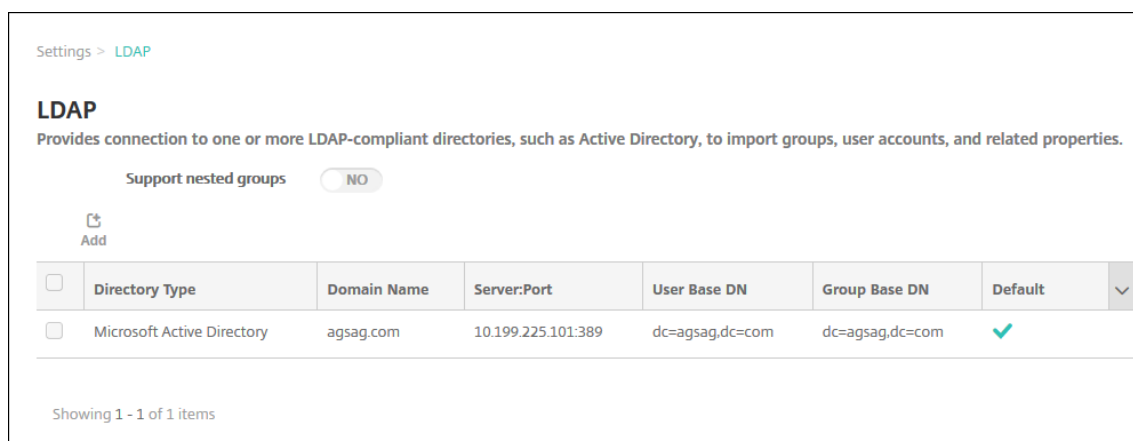 Settings > LDAP
LDAP
Provides connection to one or more LDAP-compliant directories, such as Active Directory, to import groups, user accounts, and related properties.
Support nested groups NO
Add
Directory Type Domain Name Server:Port User Base DN Group Base DN Default
Microsoft Active Directory agsag.com 10.199.225.101:389 dc=agsag,dc=com dc=agsag,dc=com
Showing 1 - 1 of 1 items